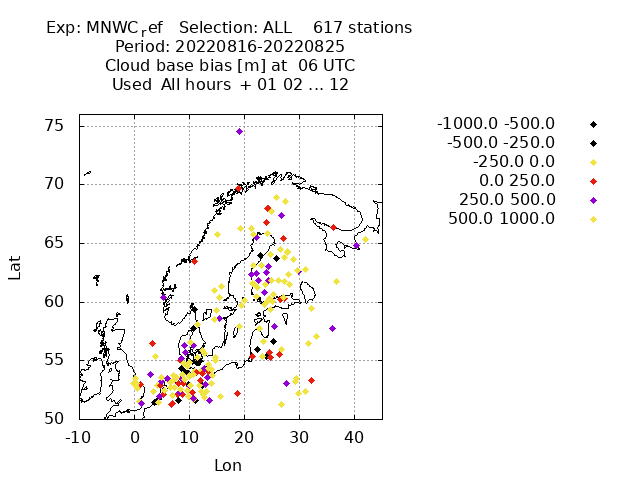 Exp: MNWC_ref Selection: ALL 617 stations
Period: 20220816-20220825
Cloud base bias [m] at 06 UTC
Used All hours + 01 02 ... 12
-1000.0 -500.0
-500.0 -250.0
-250.0 0.0
0.0 250.0
250.0 500.0
500.0 1000.0
75
70
65
60
55
50
Lat
-10 0 10 20 30 40
Lon